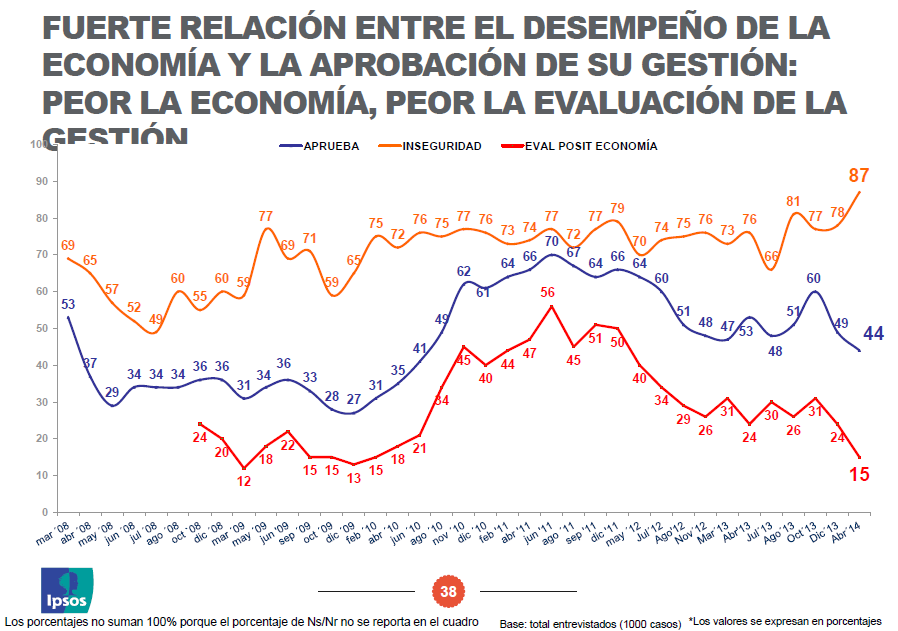 FUERTE RELACIÓN ENTRE EL DESEMPEÑO DE LA
ECONOMÍA Y LA APROBACIÓN DE SU GESTIÓN:
PEOR LA ECONOMÍA, PEOR LA EVALUACIÓN DE LA
GESTIÓN
APRUEBA INSEGURIDAD EVAL POSIT ECONOMÍA
100
90
80
70
60
50
40
30
20
10
0
69 65 57 52 49 60 55 60 59 77 69 71 59 65 75 72 76 75 77 76 73 74 77 72 77 79 70 74 75 76 73 76 66 81 77 78 87
53 37 29 34 34 34 36 36 31 34 36 33 28 27 31 35 41 49 62 61 64 66 70 67 64 66 64 60 51 48 47 53 48 51 60 49 44
24 20 12 18 22 15 15 13 15 18 21 34 45 40 44 47 56 45 51 50 40 34 29 26 31 24 30 26 31 24 15
mar ´08 abr ´08 may ´08 jun ´08 jul ´08 ago ´08 oct ´08 dic ´08 mar ´09 may ´09 jun ´09 sep ´09 oct ´09 dic ´09 feb ´10 abr ´10 jun ´10 ago ´10 nov ´10 dic ´10 feb ´11 abr ´11 jun ´11 ago ´11 nov ´11 dic ´11 may ´12 Jul ´12 Ago´12 Nov ´12 Mar´13 Abr´13 Jul ´13 Ago´13 Oct´13 Dic´13 Abr´14
Ipsos
38
Los porcentajes no suman 100% porque el porcentaje de Ns/Nr no se reporta en el cuadro
Base: total entrevistados (1000 casos) *Los valores se expresan en porcentajes